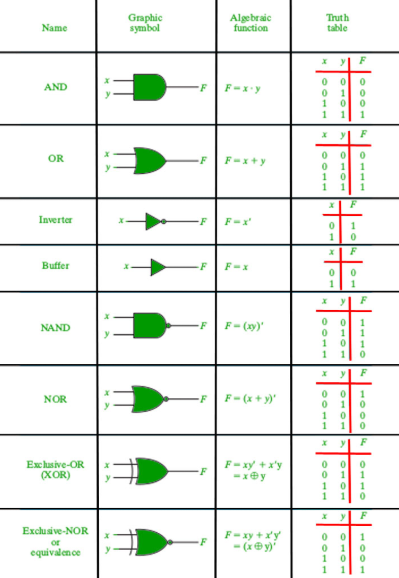 Name
Graphic
symbol
Algebraic
function
Truth
table
AND
x
y
F
F = x · y
x y F
0 0 0
0 1 0
1 0 0
1 1 1
OR
x
y
F
F = x + y
x y F
0 0 0
0 1 1
1 0 1
1 1 1
Inverter
x
F
F = x'
x F
0 1
1 0
Buffer
x
F
F = x
x F
0 0
1 1
NAND
x
y
F
F = (xy)'
x y F
0 0 1
0 1 1
1 0 1
1 1 0
NOR
x
y
F
F = (x + y)'
x y F
0 0 1
0 1 0
1 0 0
1 1 0
Exclusive-OR
(XOR)
x
y
F
F = xy' + x'y
= x ⊕ y
x y F
0 0 0
0 1 1
1 0 1
1 1 0
Exclusive-NOR
or
equivalence
x
y
F
F = xy + x'y'
= (x ⊕ y)'
x y F
0 0 1
0 1 0
1 0 0
1 1 1